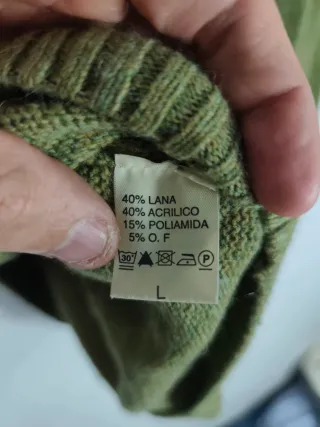 40% LANA
40% ACRILICO
15% POLIAMIDA
5% O. F
30° P
L